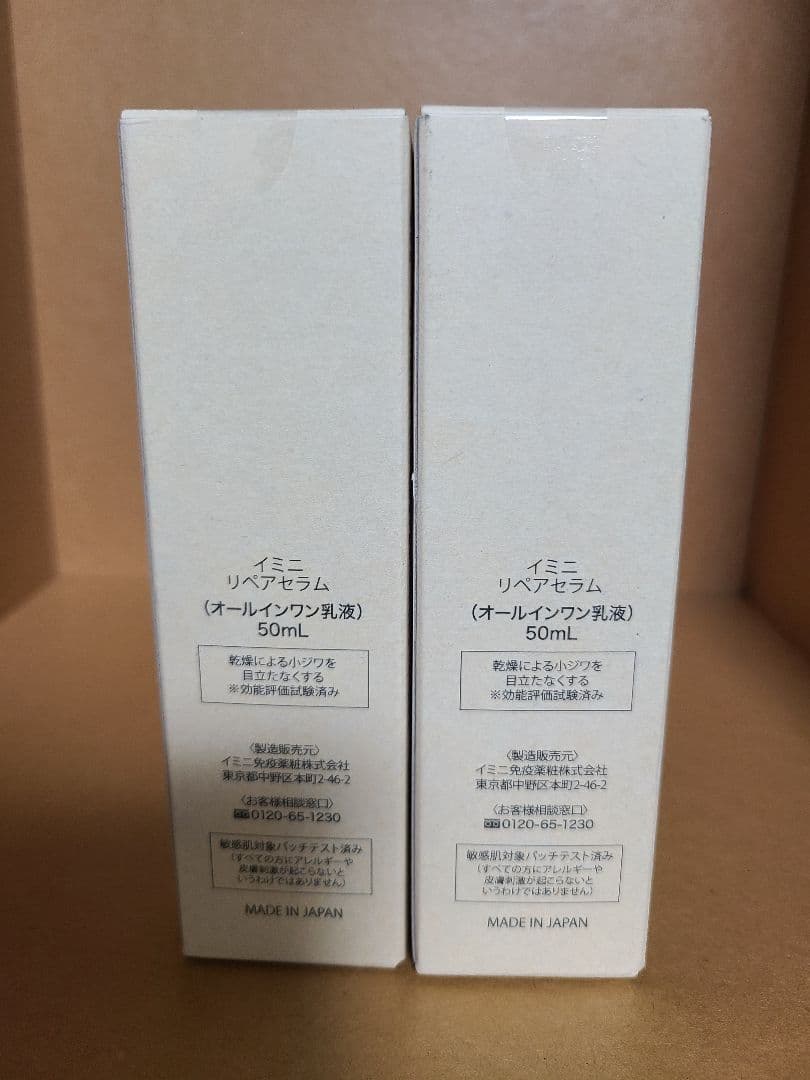 イミニ
リペアセラム
（オールインワン乳液）
50mL
乾燥による小ジワを
目立たなくする
※効能評価試験済み
〈製造販売元〉
イミニ免疫薬粧株式会社
東京都中野区本町2-46-2
〈お客様相談窓口〉
0120-65-1230
敏感肌対象パッチテスト済み
（すべての方にアレルギーや
皮膚刺激が起こらないと
いうわけではありません）
MADE IN JAPAN
イミニ
リペアセラム
（オールインワン乳液）
50mL
乾燥による小ジワを
目立たなくする
※効能評価試験済み
〈製造販売元〉
イミニ免疫薬粧株式会社
東京都中野区本町2-46-2
〈お客様相談窓口〉
0120-65-1230
敏感肌対象パッチテスト済み
（すべての方にアレルギーや
皮膚刺激が起こらないと
いうわけではありません）
MADE IN JAPAN